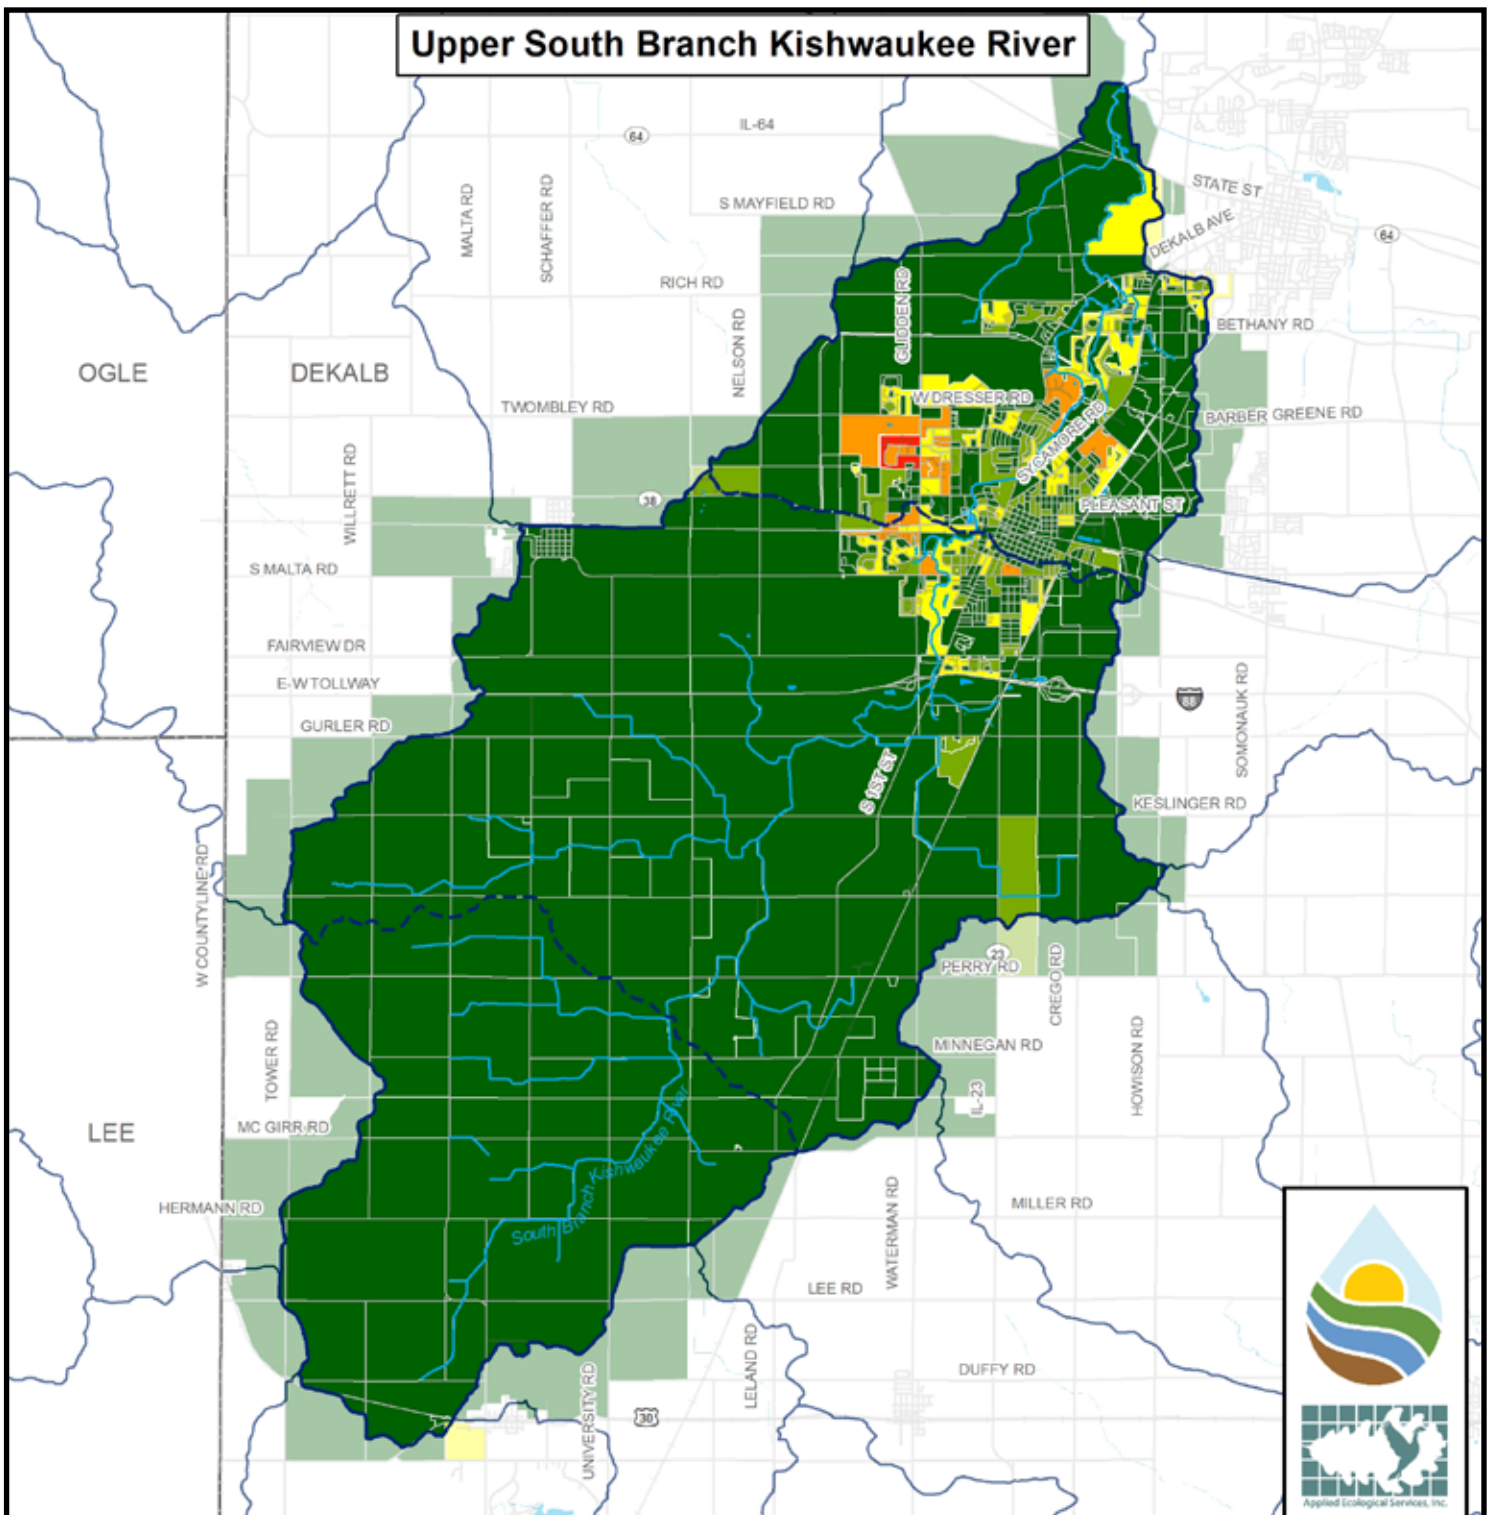 Upper South Branch Kishwaukee River
IL-64
64
STATE ST
S MAYFIELD RD
MALTA RD
SCHAFFER RD
DEKALB AVE
64
RICH RD
GLIDDEN RD
NELSON RD
BETHANY RD
OGLE
DEKALB
W DRESSER RD
TWOMBLEY RD
BARBER GREENE RD
SYCAMORE RD
WILLRETT RD
38
PLEASANT ST
S MALTA RD
FAIRVIEW DR
E-W TOLLWAY
88
SOMONAUK RD
GURLER RD
S 1ST ST
KESLINGER RD
W COUNTYLINE RD
23
PERRY RD
CREGO RD
TOWER RD
MINNEGAN RD
HOWISON RD
IL-23
MC GIRR RD
LEE
South Branch Kishwaukee River
HERMANN RD
WATERMAN RD
MILLER RD
LEE RD
LELAND RD
DUFFY RD
UNIVERSITY RD
30
Applied Ecological Services, Inc.